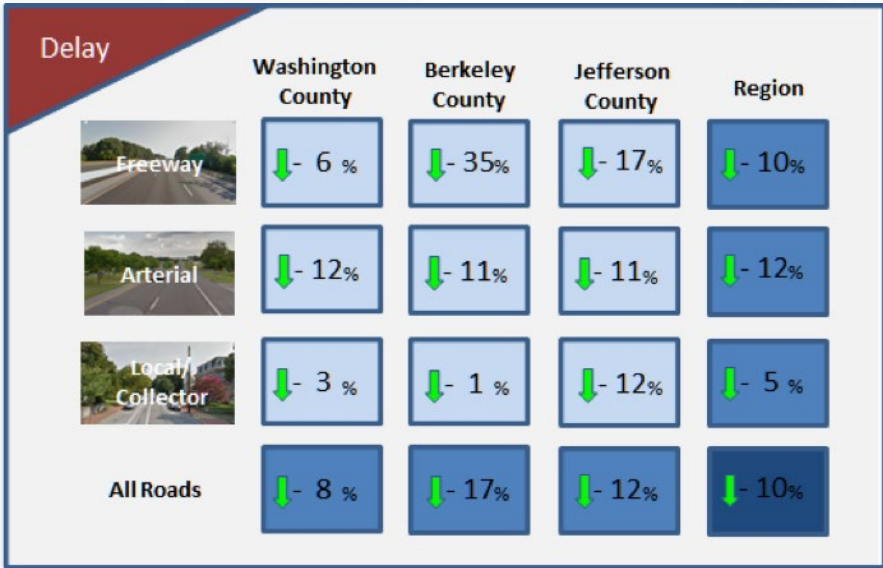 Delay
Washington
County
Berkeley
County
Jefferson
County
Region
Freeway
- 6 %
- 35%
- 17%
- 10%
Arterial
- 12%
- 11%
- 11%
- 12%
Local/
Collector
- 3 %
- 1 %
- 12%
- 5 %
All Roads
- 8 %
- 17%
- 12%
- 10%